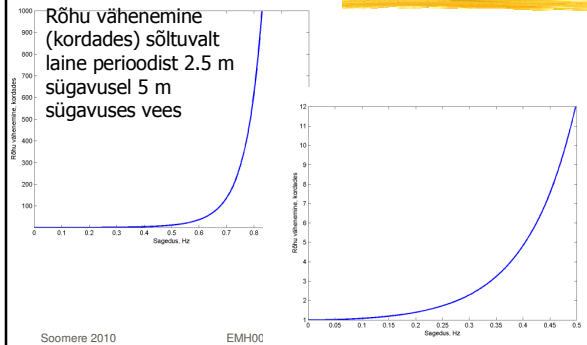 Rõhu vähenemine
(kordades) sõltuvalt
laine perioodist 2.5 m
sügavusel 5 m
sügavuses vees
Rõhu vähenemine, kordades
1000
900
800
700
600
500
400
300
200
100
0 0.1 0.2 0.3 0.4 0.5 0.6 0.7 0.8
Sagedus, Hz
Rõhu vähenemine, kordades
12
11
10
9
8
7
6
5
4
3
2
1
0 0.05 0.1 0.15 0.2 0.25 0.3 0.35 0.4 0.45 0.5
Sagedus, Hz
Soomere 2010 EMH00